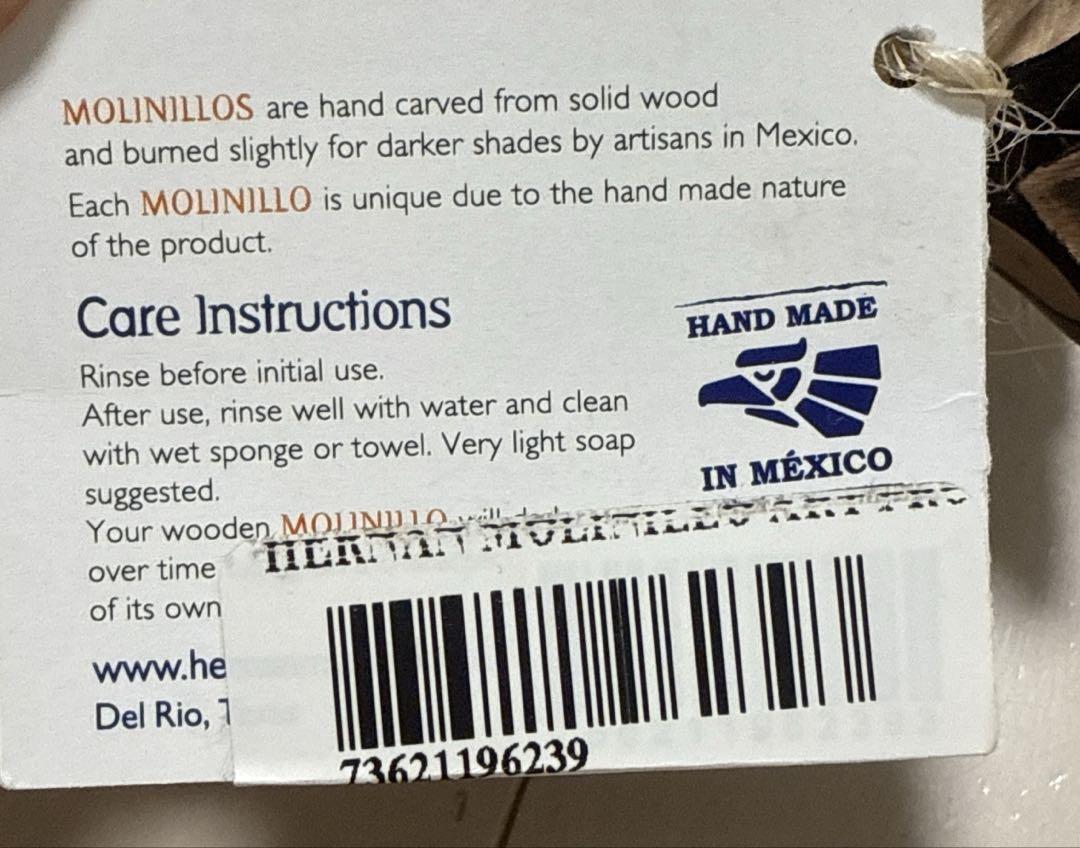 MOLINILLOS are hand carved from solid wood
and burned slightly for darker shades by artisans in Mexico.
Each MOLINILLO is unique due to the hand made nature
of the product.
Care Instructions
Rinse before initial use.
After use, rinse well with water and clean
with wet sponge or towel. Very light soap
suggested.
Your wooden MOLINILLO will
over time
of its own
www.he
Del Rio,
HAND MADE
IN MÉXICO
73621196239